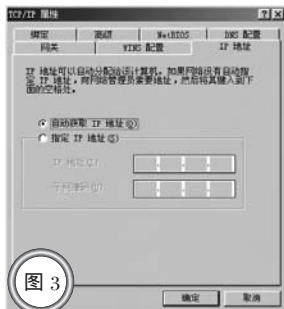 TCP/IP 属性
绑定 高级 NetBIOS DNS 配置
网关 WINS 配置 IP 地址
IP 地址可以自动分配给该计算机。如果网络没有自动指
定 IP 地址，向网络管理员索要地址，然后将其键入到下
面的空格处。
自动获取 IP 地址(O)
指定 IP 地址(S)
IP 地址(I):
子网掩码(U):
图 3
确定 取消